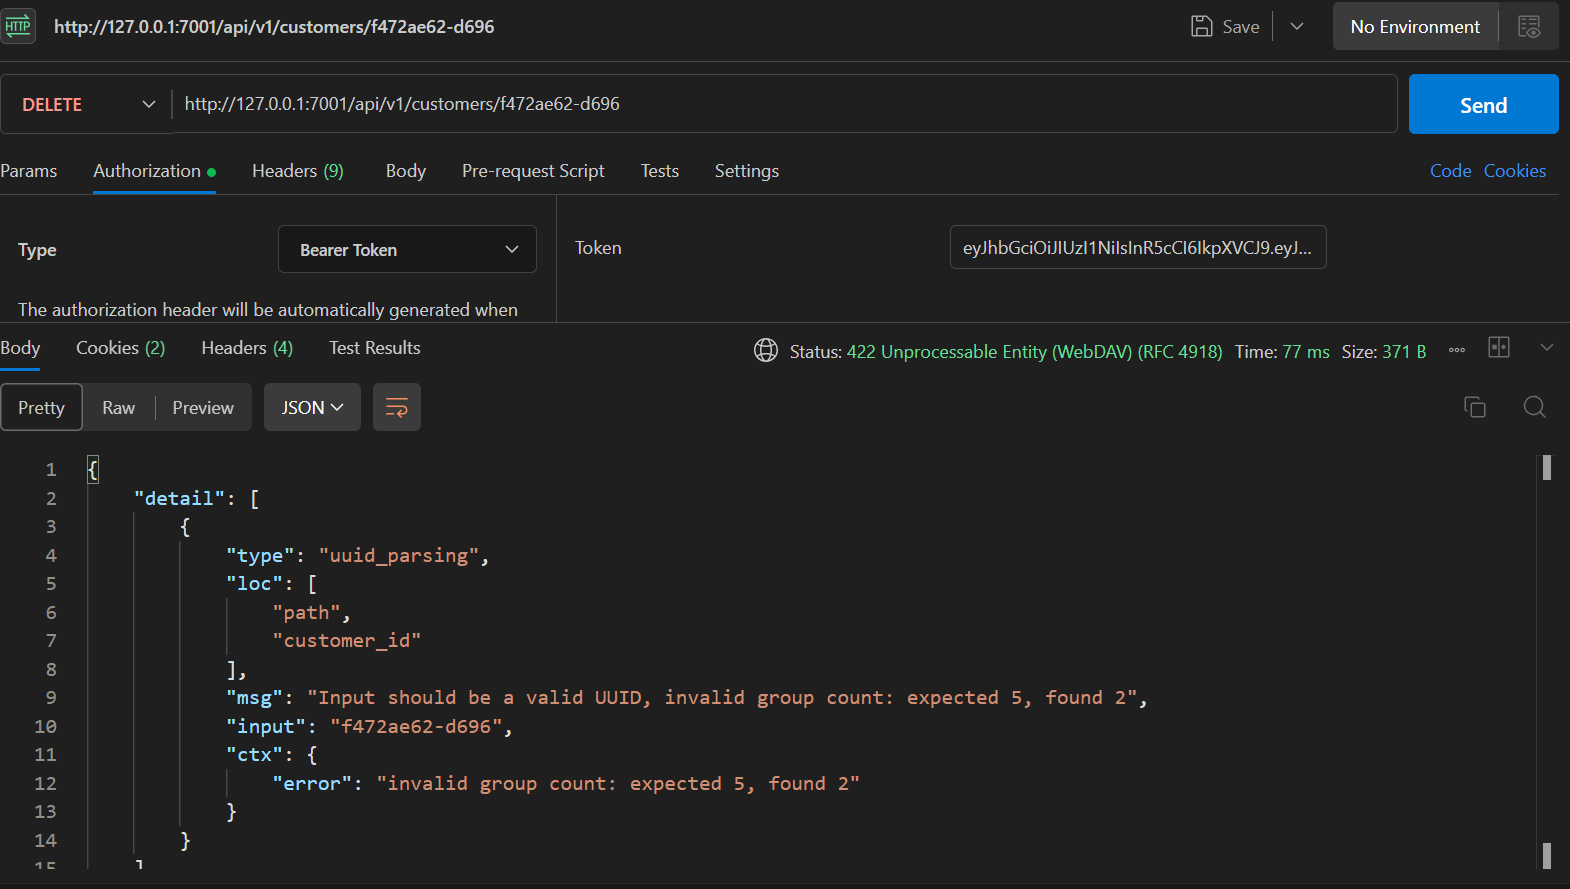 HTTP http://127.0.0.1:7001/api/v1/customers/f472ae62-d696 Save No Environment
DELETE http://127.0.0.1:7001/api/v1/customers/f472ae62-d696 Send
Params Authorization Headers (9) Body Pre-request Script Tests Settings Code Cookies
Type Bearer Token Token eyJhbGciOiJIUzI1NiIsInR5cCI6IkpXVCJ9.eyJ...
The authorization header will be automatically generated when
Body Cookies (2) Headers (4) Test Results Status: 422 Unprocessable Entity (WebDAV) (RFC 4918) Time: 77 ms Size: 371 B
Pretty Raw Preview JSON
1 {
2 "detail": [
3 {
4 "type": "uuid_parsing",
5 "loc": [
6 "path",
7 "customer_id"
8 ],
9 "msg": "Input should be a valid UUID, invalid group count: expected 5, found 2",
10 "input": "f472ae62-d696",
11 "ctx": {
12 "error": "invalid group count: expected 5, found 2"
13 }
14 }
15 ]